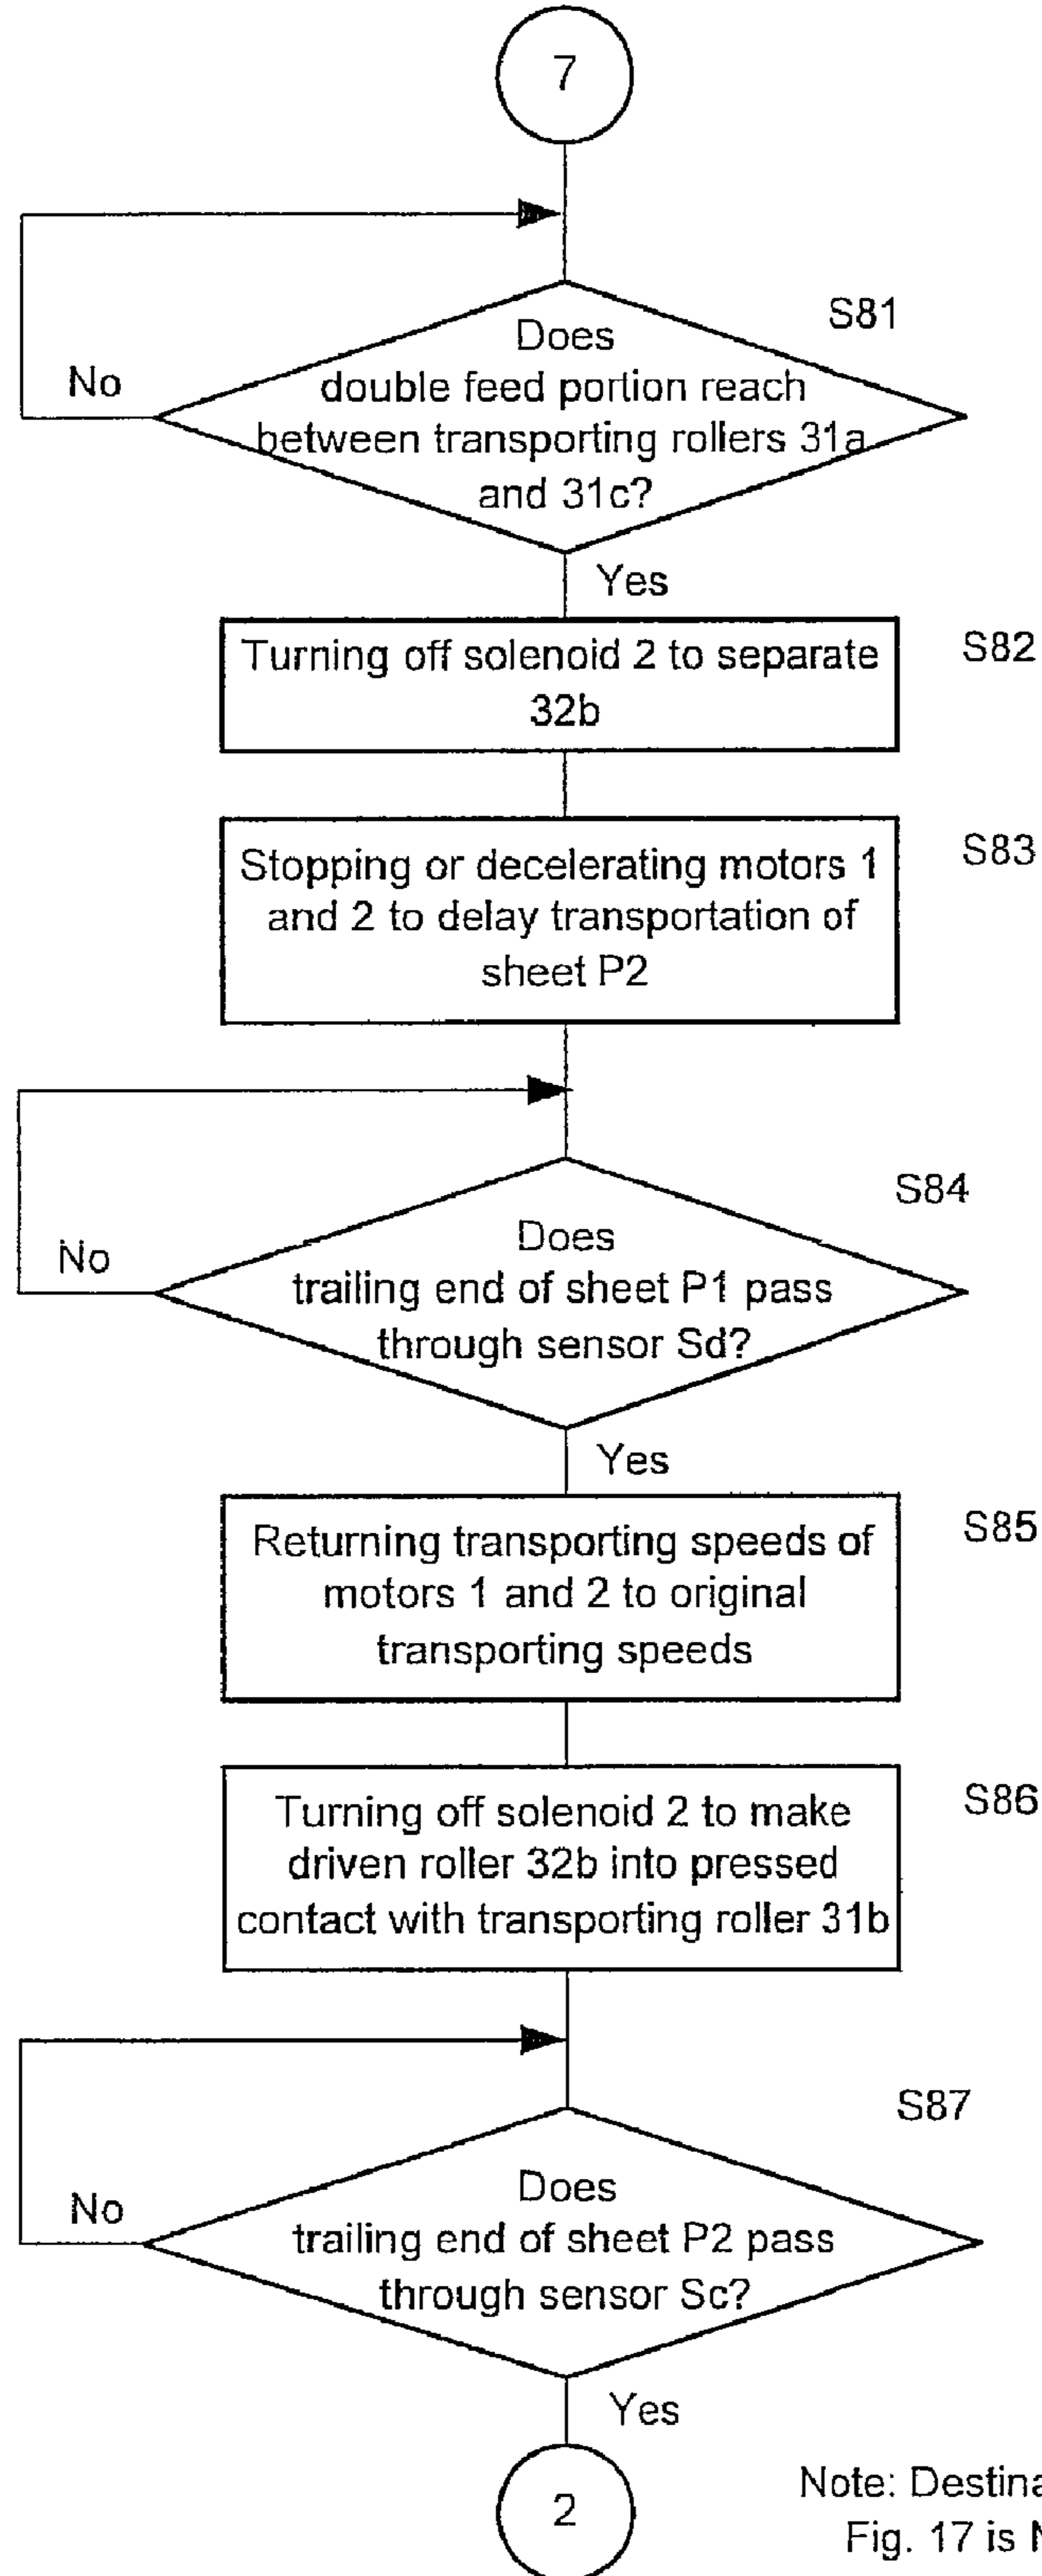 7
S81
Does
double feed portion reach
between transporting rollers 31a
and 31c?
No
Yes
S82
Turning off solenoid 2 to separate
32b
S83
Stopping or decelerating motors 1
and 2 to delay transportation of
sheet P2
S84
Does
trailing end of sheet P1 pass
through sensor Sd?
No
Yes
S85
Returning transporting speeds of
motors 1 and 2 to original
transporting speeds
S86
Turning off solenoid 2 to make
driven roller 32b into pressed
contact with transporting roller 31b
S87
Does
trailing end of sheet P2 pass
through sensor Sc?
No
Yes
2
Note:
Fig. 17 is